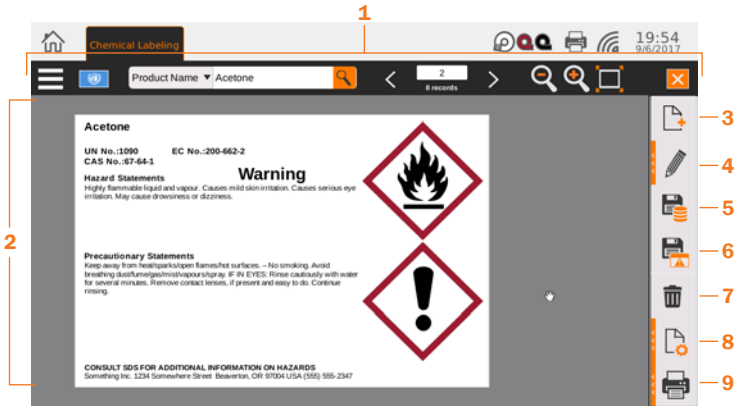 1
Chemical Labeling
19:54
9/6/2017
Product Name ▼ Acetone
2
8 records
Acetone
UN No.:1090 EC No.:200-662-2
CAS No.:67-64-1
Hazard Statements Warning
Highly flammable liquid and vapour. Causes mild skin irritation. Causes serious eye
irritation. May cause drowsiness or dizziness.
Precautionary Statements
Keep away from heat/sparks/open flames/hot surfaces. – No smoking. Avoid
breathing dust/fume/gas/mist/vapours/spray. IF IN EYES: Rinse cautiously with water
for several minutes. Remove contact lenses, if present and easy to do. Continue
rinsing.
CONSULT SDS FOR ADDITIONAL INFORMATION ON HAZARDS
Something Inc. 1234 Somewhere Street Beaverton, OR 97004 USA (555) 555-2347
2
3
4
5
6
7
8
9